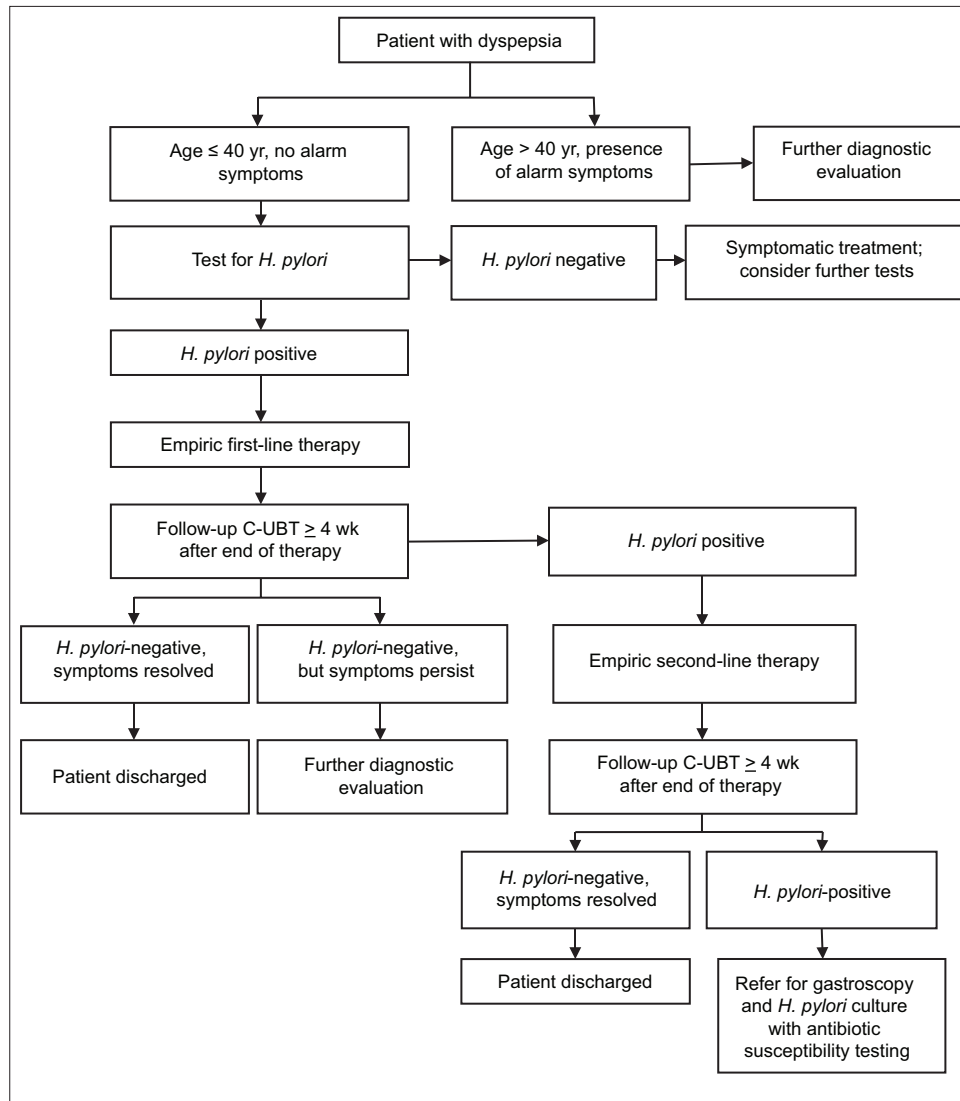 Patient with dyspepsia
Age ≤ 40 yr, no alarm
symptoms
Age > 40 yr, presence
of alarm symptoms
Further diagnostic
evaluation
Test for H. pylori
H. pylori negative
Symptomatic treatment;
consider further tests
H. pylori positive
Empiric first-line therapy
Follow-up C-UBT ≥ 4 wk
after end of therapy
H. pylori positive
H. pylori-negative,
symptoms resolved
H. pylori-negative,
but symptoms persist
Empiric second-line therapy
Patient discharged
Further diagnostic
evaluation
Follow-up C-UBT ≥ 4 wk
after end of therapy
H. pylori-negative,
symptoms resolved
H. pylori-positive
Patient discharged
Refer for gastroscopy
and H. pylori culture
with antibiotic
susceptibility testing